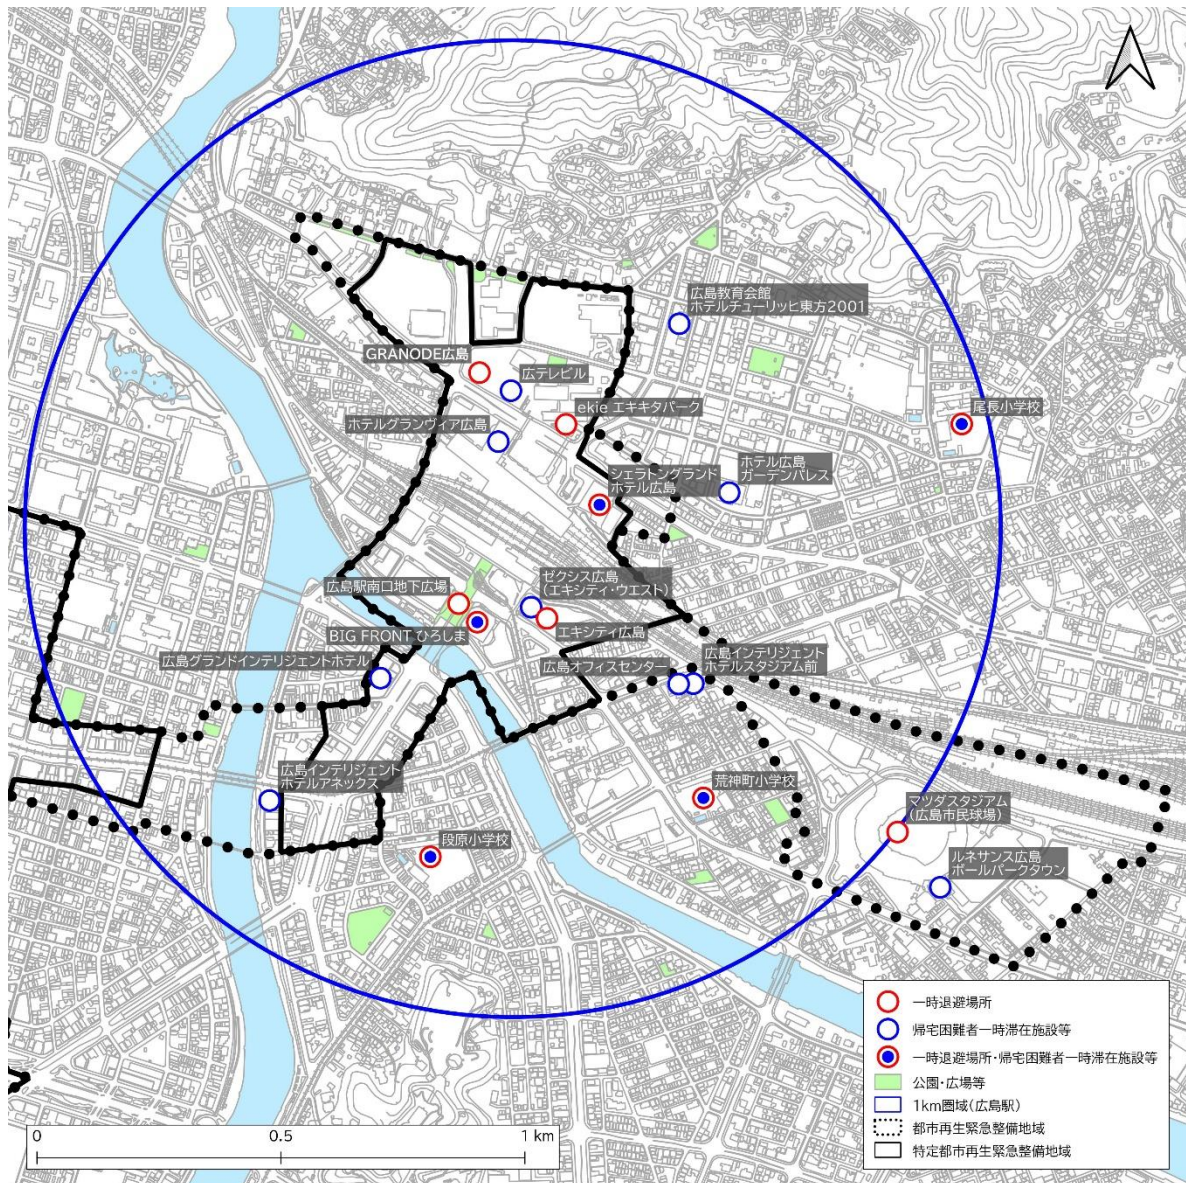 広島教育会館
ホテルチューリッヒ東方2001
GRANODE広島
広テレビル
ekie エキキタパーク
尾長小学校
ホテルグランヴィア広島
シェラトングランド
ホテル広島
ホテル広島
ガーデンパレス
広島駅南口地下広場
ゼクシス広島
(エキシティ・ウエスト)
BIG FRONT ひろしま
エキシティ広島
広島グランドインテリジェントホテル
広島オフィスセンター
広島インテリジェント
ホテルスタジアム前
広島インテリジェント
ホテルアネックス
荒神町小学校
マツダスタジアム
(広島市民球場)
段原小学校
ルネサンス広島
ボールパークタウン
一時退避場所
帰宅困難者一時滞在施設等
一時退避場所・帰宅困難者一時滞在施設等
公園・広場等
1km圏域(広島駅)
都市再生緊急整備地域
特定都市再生緊急整備地域
0 0.5 1 km